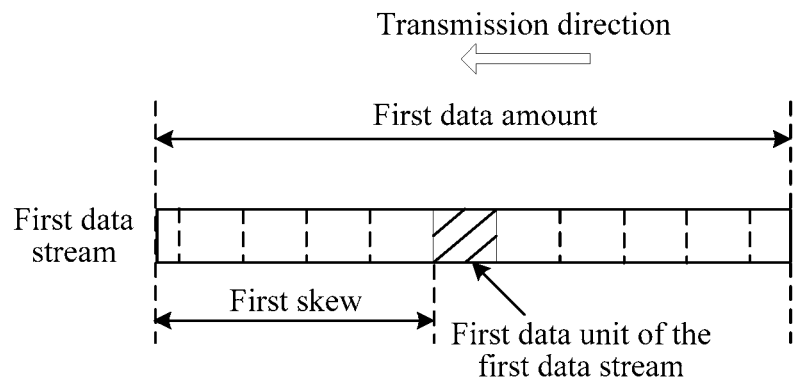 Transmission direction
First data amount
First data
stream
First skew
First data unit of the
first data stream